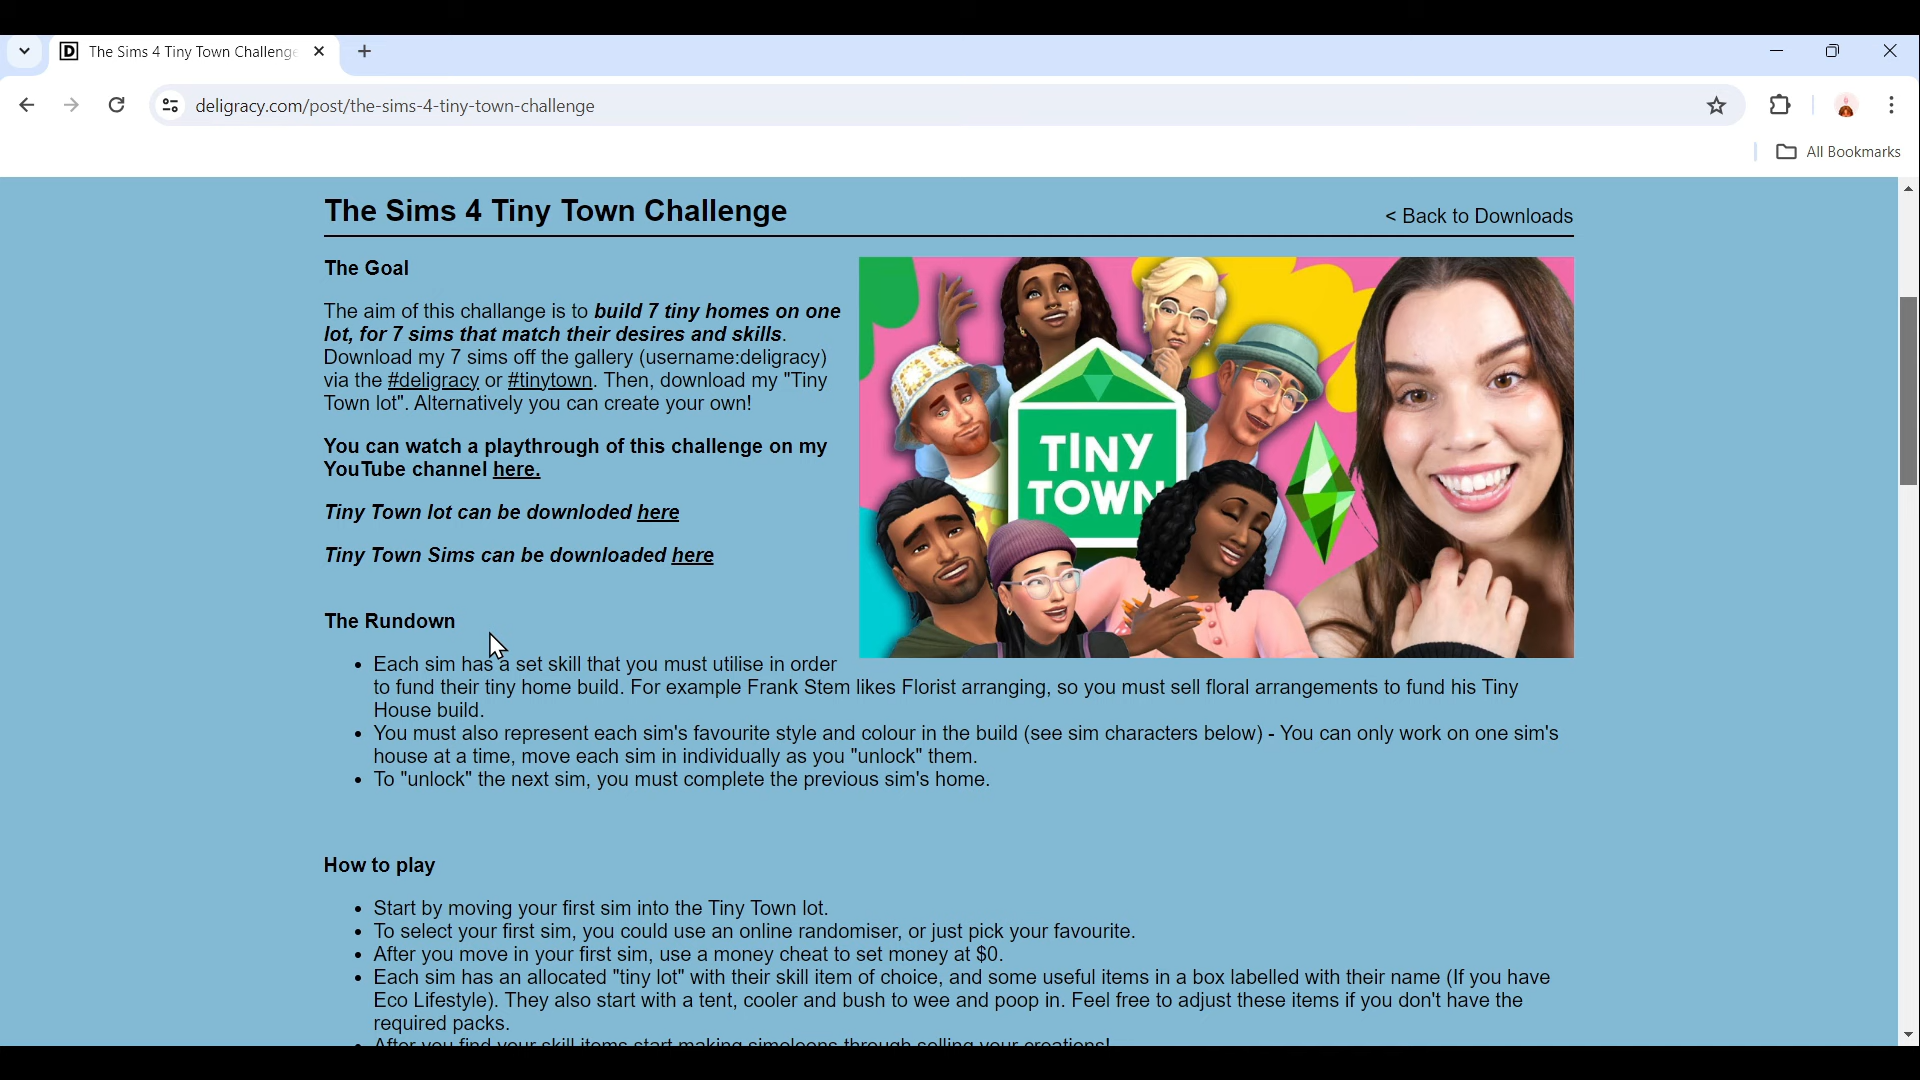 The Sims 4 Tiny Town Challenge
deligracy.com/post/the-sims-4-tiny-town-challenge
All Bookmarks
The Sims 4 Tiny Town Challenge
< Back to Downloads
The Goal
The aim of this challange is to build 7 tiny homes on one
lot, for 7 sims that match their desires and skills.
Download my 7 sims off the gallery (username:deligracy)
via the #deligracy or #tinytown. Then, download my "Tiny
Town lot". Alternatively you can create your own!
You can watch a playthrough of this challenge on my
YouTube channel here.
Tiny Town lot can be downloded here
Tiny Town Sims can be downloaded here
TINY
TOWN
The Rundown
• Each sim has a set skill that you must utilise in order
to fund their tiny home build. For example Frank Stem likes Florist arranging, so you must sell floral arrangements to fund his Tiny
House build.
• You must also represent each sim's favourite style and colour in the build (see sim characters below) - You can only work on one sim's
house at a time, move each sim in individually as you "unlock" them.
• To "unlock" the next sim, you must complete the previous sim's home.
How to play
• Start by moving your first sim into the Tiny Town lot.
• To select your first sim, you could use an online randomiser, or just pick your favourite.
• After you move in your first sim, use a money cheat to set money at $0.
• Each sim has an allocated "tiny lot" with their skill item of choice, and some useful items in a box labelled with their name (If you have
Eco Lifestyle). They also start with a tent, cooler and bush to wee and poop in. Feel free to adjust these items if you don't have the
required packs.
• After you find your skill items start making simoleons through selling your creations!